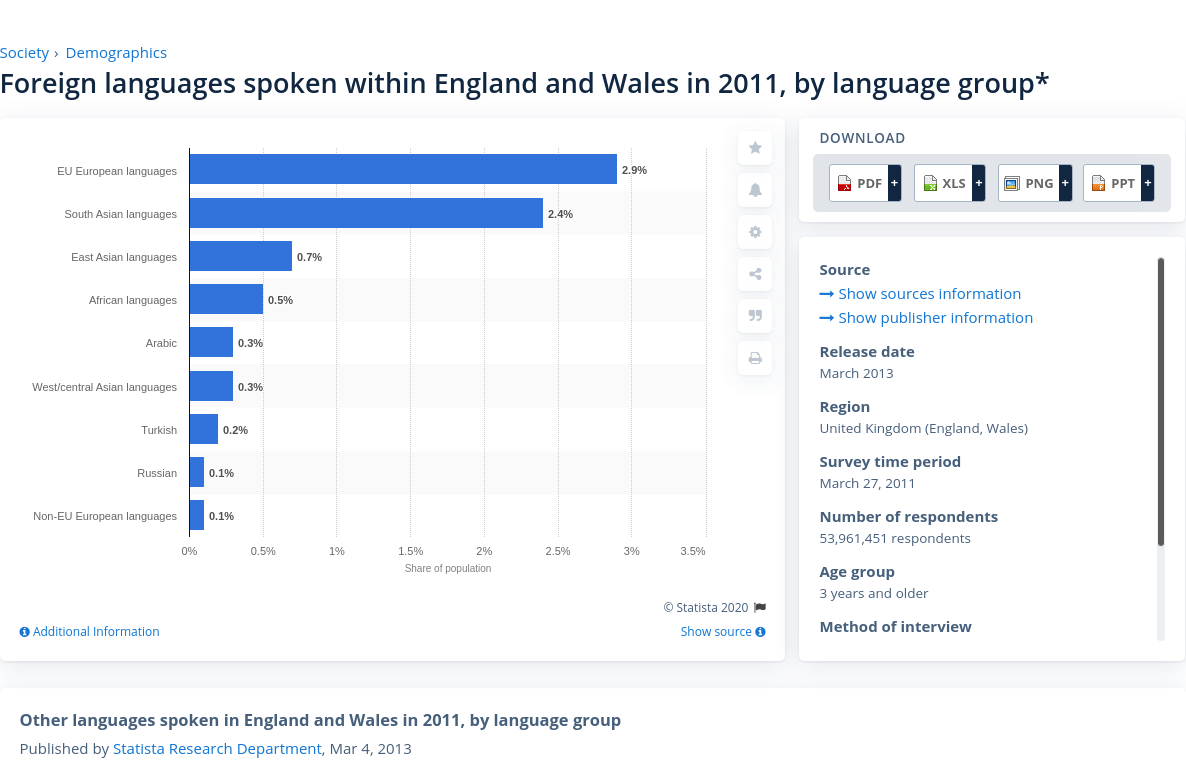 Society › Demographics
Foreign languages spoken within England and Wales in 2011, by language group*
EU European languages 2.9%
South Asian languages 2.4%
East Asian languages 0.7%
African languages 0.5%
Arabic 0.3%
West/central Asian languages 0.3%
Turkish 0.2%
Russian 0.1%
Non-EU European languages 0.1%
0% 0.5% 1% 1.5% 2% 2.5% 3% 3.5%
Share of population
© Statista 2020
Additional Information
Show source
DOWNLOAD
PDF + XLS + PNG + PPT +
Source
Show sources information
Show publisher information
Release date
March 2013
Region
United Kingdom (England, Wales)
Survey time period
March 27, 2011
Number of respondents
53,961,451 respondents
Age group
3 years and older
Method of interview
Other languages spoken in England and Wales in 2011, by language group
Published by Statista Research Department, Mar 4, 2013